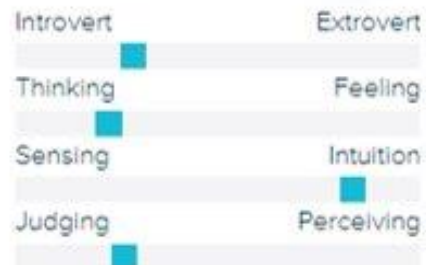 Introvert Extrovert
Thinking Feeling
Sensing Intuition
Judging Perceiving